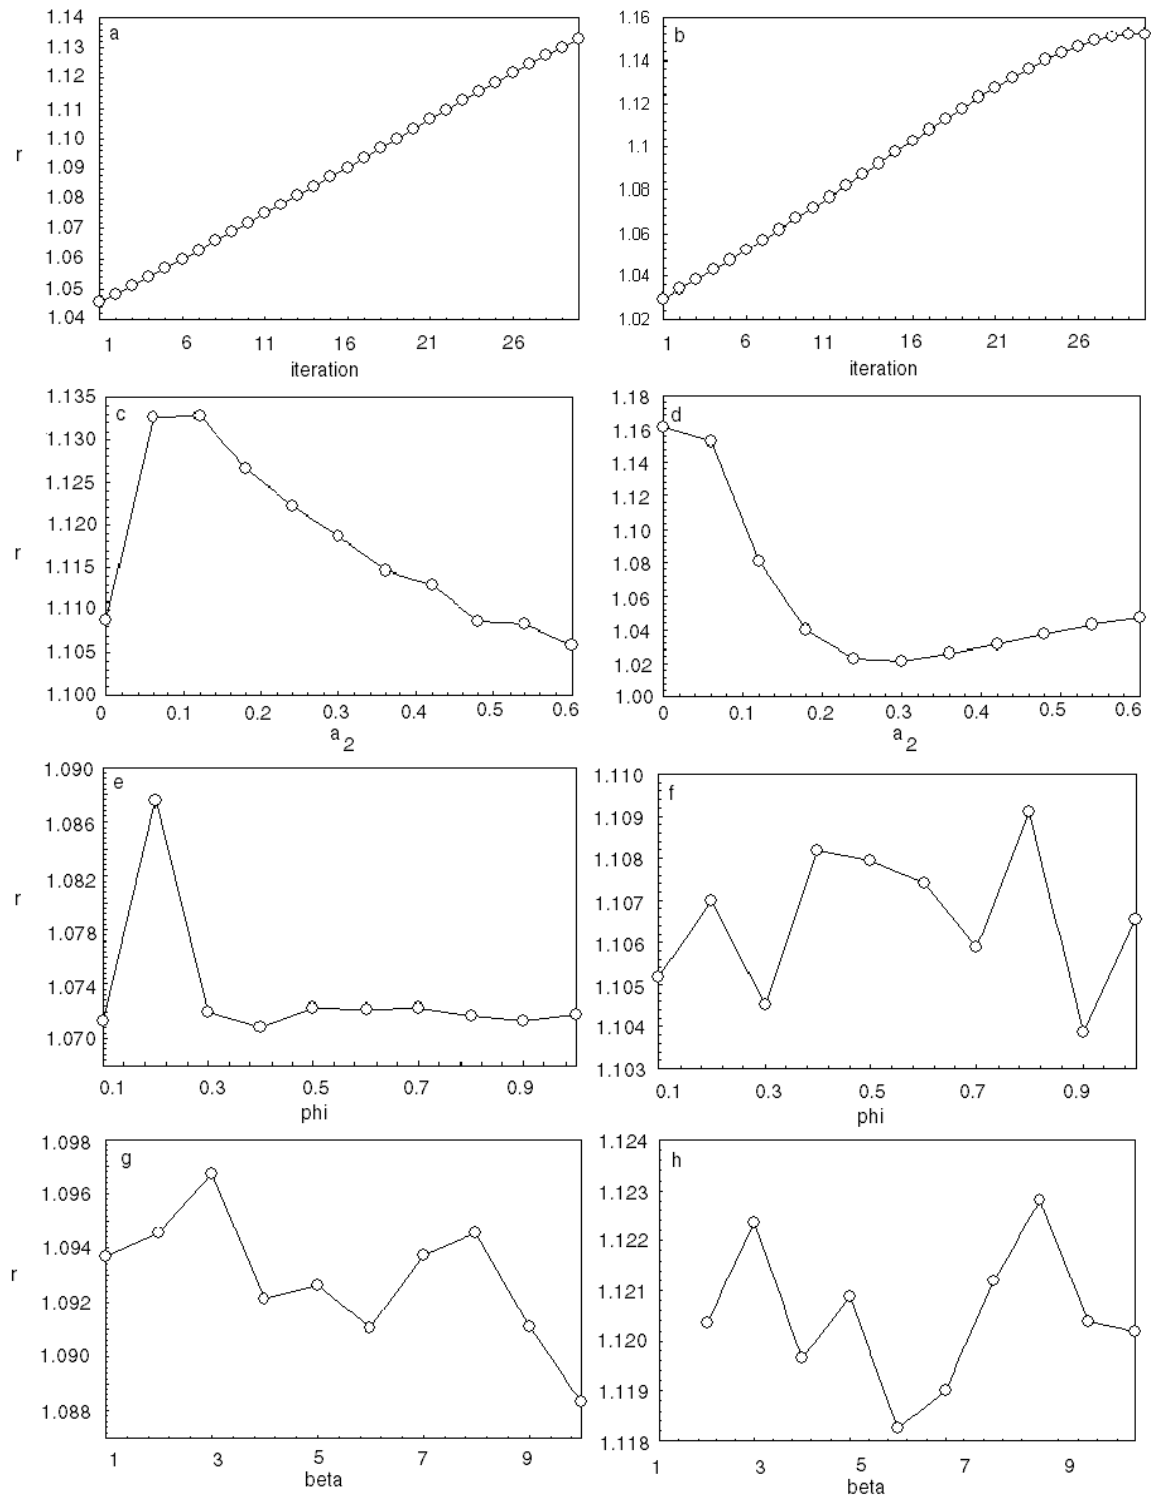 a
1.14
1.13
1.12
1.11
1.10
1.09
1.08
1.07
1.06
1.05
1.04
r
1 6 11 16 21 26
iteration
b
1.16
1.14
1.12
1.1
1.08
1.06
1.04
1.02
1 6 11 16 21 26
iteration
c
1.135
1.130
1.125
1.120
1.115
1.110
1.105
1.100
r
0 0.1 0.2 0.3 0.4 0.5 0.6
a 2
d
1.18
1.16
1.14
1.12
1.10
1.08
1.06
1.04
1.02
1.00
0 0.1 0.2 0.3 0.4 0.5 0.6
a 2
e
1.090
1.086
1.082
1.078
1.074
1.070
r
0.1 0.3 0.5 0.7 0.9
phi
f
1.110
1.109
1.108
1.107
1.106
1.105
1.104
1.103
0.1 0.3 0.5 0.7 0.9
phi
g
1.098
1.096
1.094
1.092
1.090
1.088
r
1 3 5 7 9
beta
h
1.124
1.123
1.122
1.121
1.120
1.119
1.118
1 3 5 7 9
beta